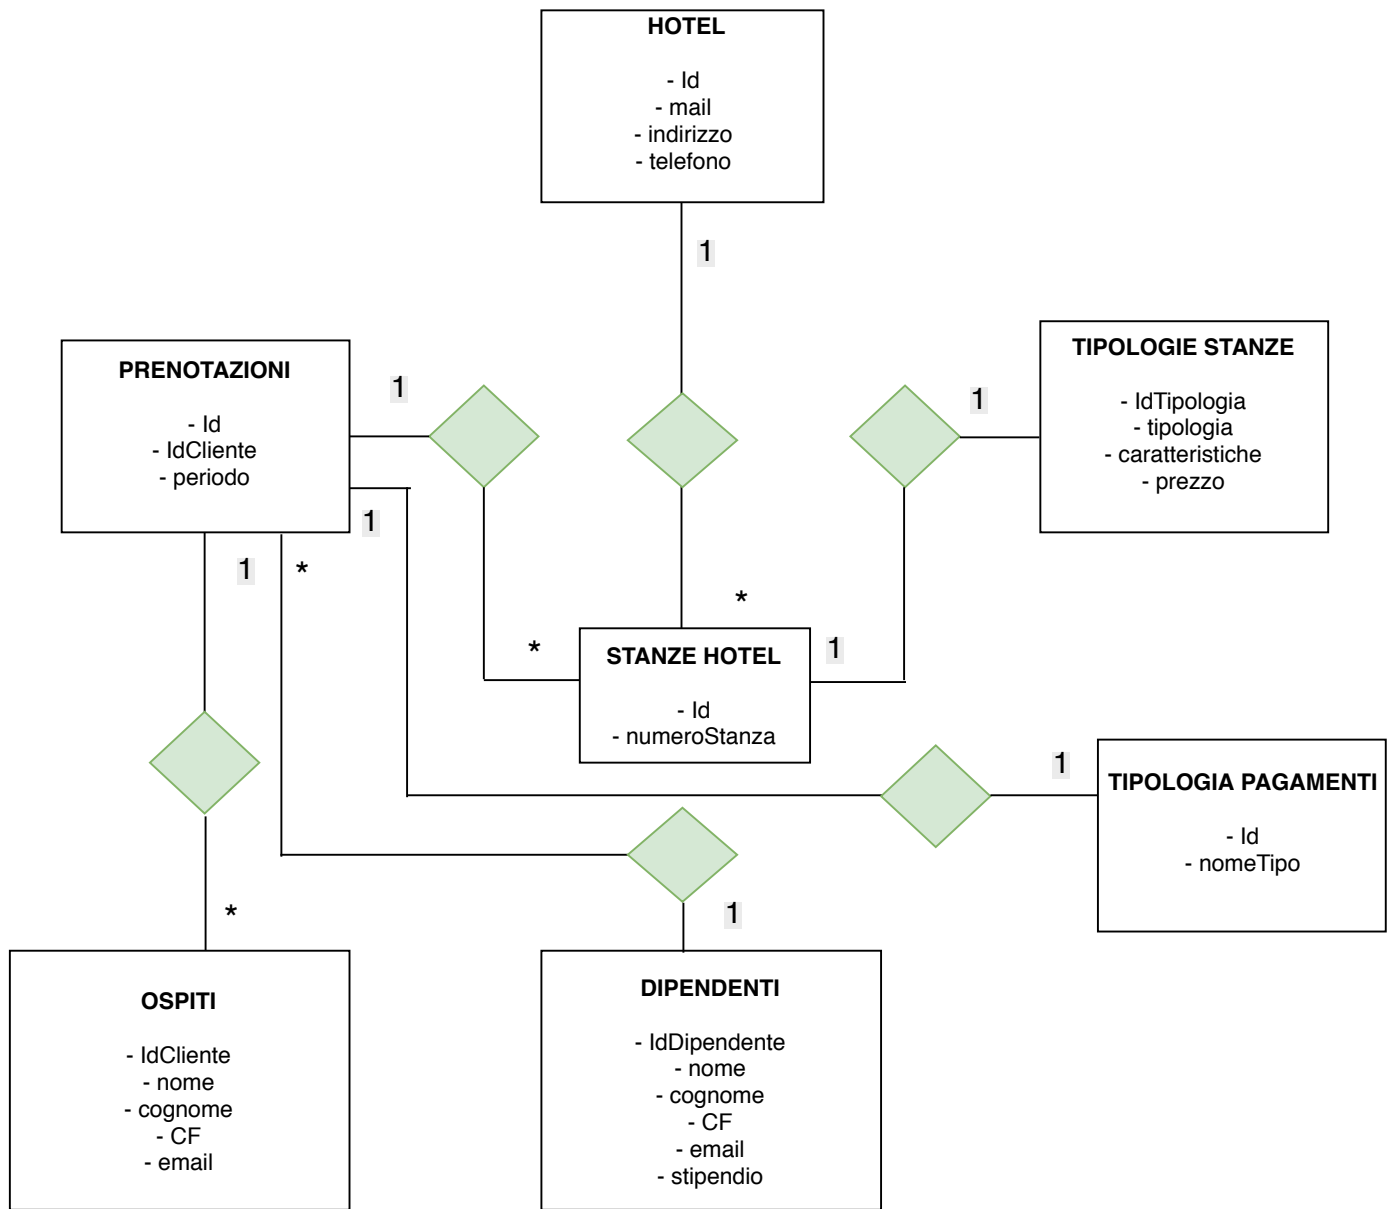 HOTEL
- Id
- mail
- indirizzo
- telefono
1
PRENOTAZIONI
- Id
- IdCliente
- periodo
1
1
TIPOLOGIE STANZE
- IdTipologia
- tipologia
- caratteristiche
- prezzo
1
1
*
*
*
STANZE HOTEL
- Id
- numeroStanza
1
1
TIPOLOGIA PAGAMENTI
- Id
- nomeTipo
*
1
OSPITI
- IdCliente
- nome
- cognome
- CF
- email
DIPENDENTI
- IdDipendente
- nome
- cognome
- CF
- email
- stipendio